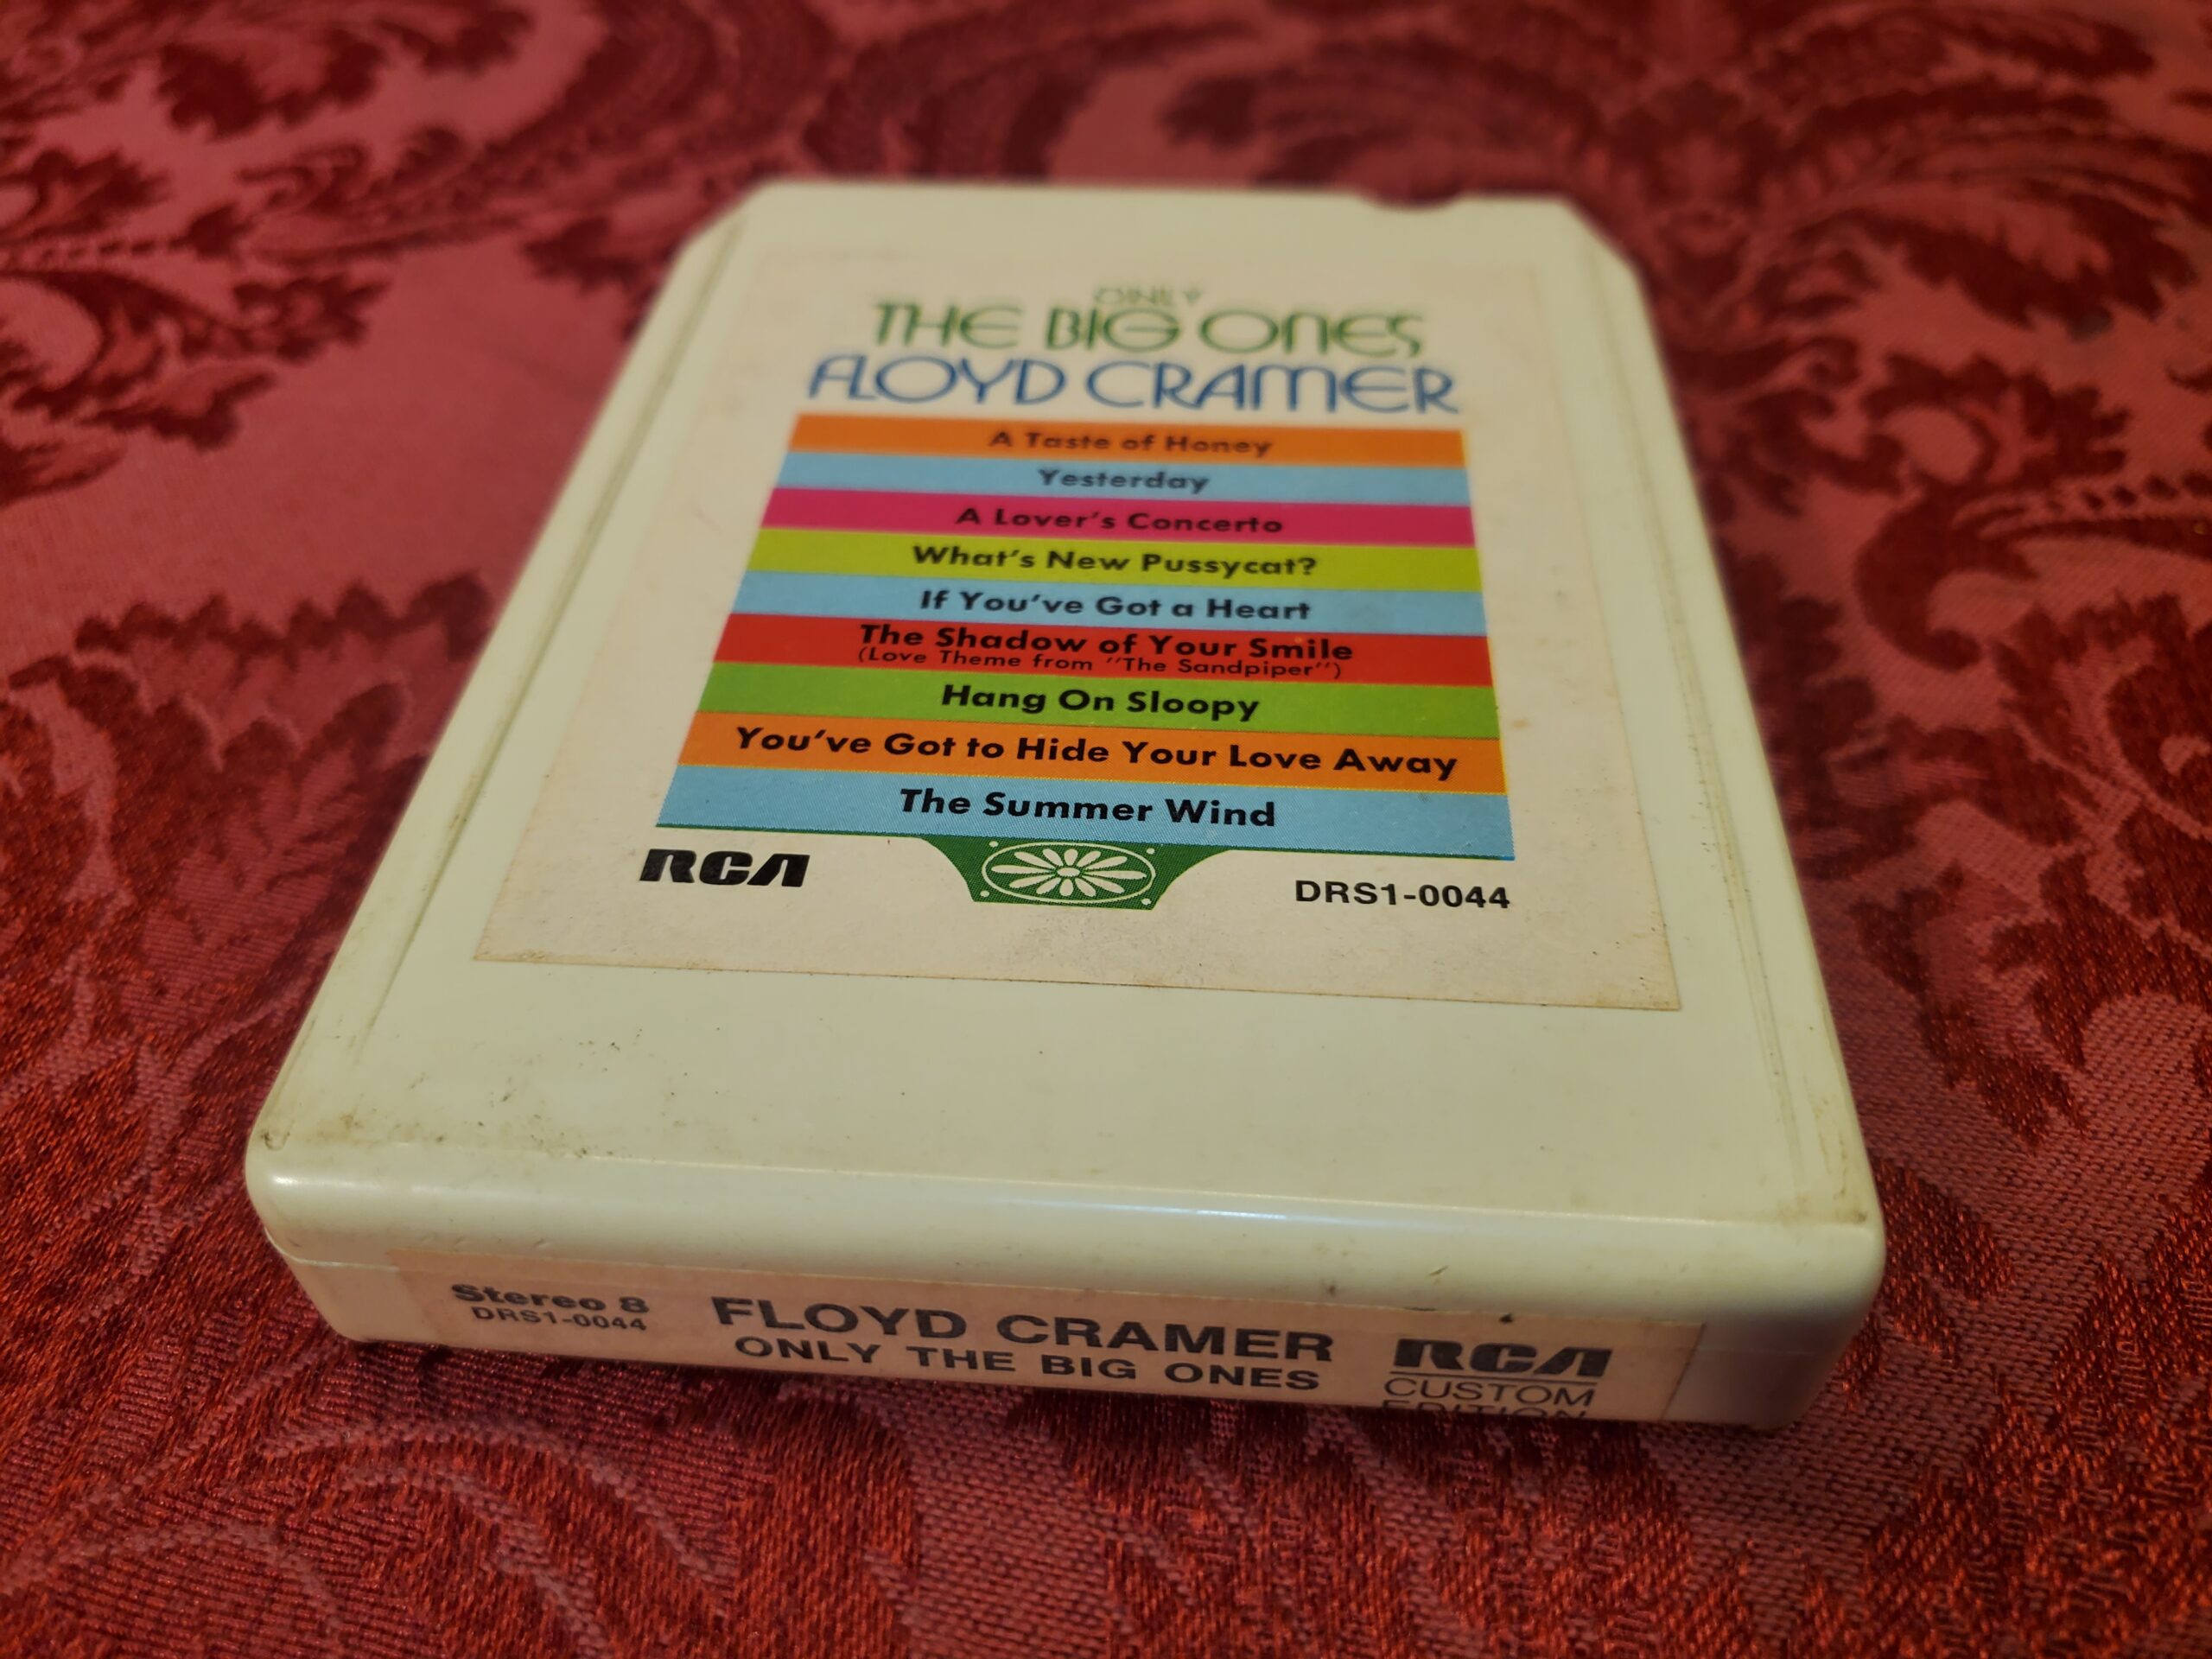 ONLY
THE BIG ONES
FLOYD CRAMER
A Taste of Honey
Yesterday
A Lover's Concerto
What's New Pussycat?
If You've Got a Heart
The Shadow of Your Smile
(Love Theme from "The Sandpiper")
Hang On Sloopy
You've Got to Hide Your Love Away
The Summer Wind
RCA
DRS1-0044
Stereo 8
DRS1-0044
FLOYD CRAMER
ONLY THE BIG ONES
RCA
CUSTOM
EDITION